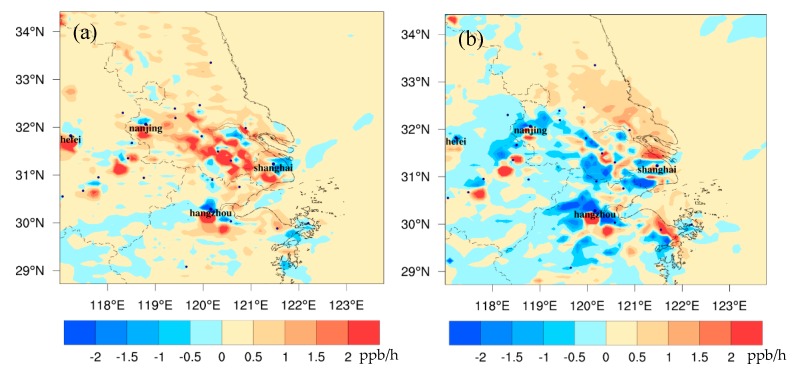 (a)
34°N
33°N
32°N
31°N
30°N
29°N
nanjing
hefei
shanghai
hangzhou
118°E 119°E 120°E 121°E 122°E 123°E
-2 -1.5 -1 -0.5 0 0.5 1 1.5 2 ppb/h
(b)
34°N
33°N
32°N
31°N
30°N
29°N
nanjing
hefei
shanghai
hangzhou
118°E 119°E 120°E 121°E 122°E 123°E
-2 -1.5 -1 -0.5 0 0.5 1 1.5 2 ppb/h